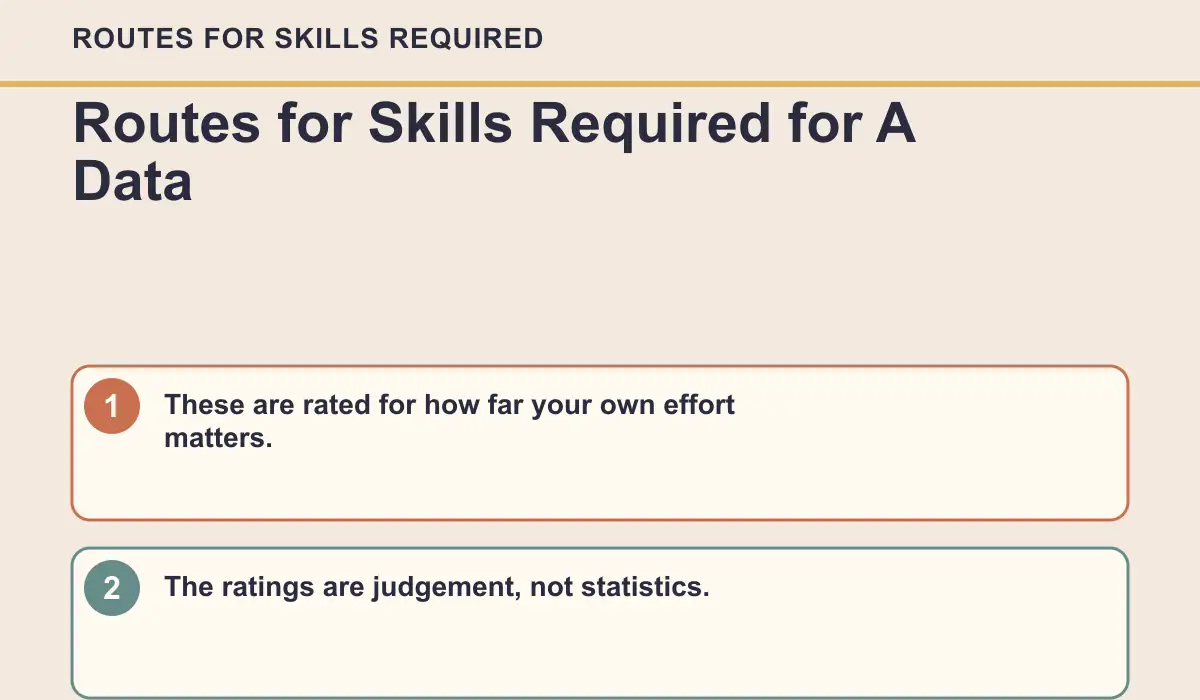 ROUTES FOR SKILLS REQUIRED
Routes for Skills Required for A
Data
1
These are rated for how far your own effort
matters.
2
The ratings are judgement, not statistics.